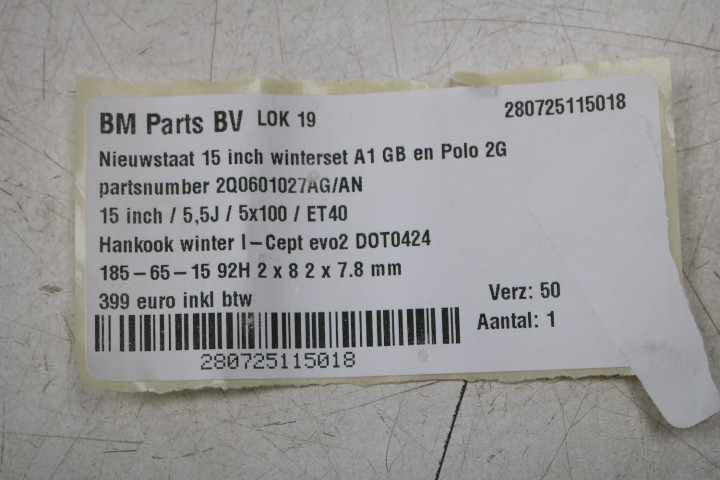 BM Parts BV LOK 19 280725115018
Nieuwstaat 15 inch winterset A1 GB en Polo 2G
partsnumber 2Q0601027AG/AN
15 inch / 5,5J / 5x100 / ET40
Hankook winter I-Cept evo2 DOT0424
185-65-15 92H 2 x 8 2 x 7.8 mm
399 euro inkl btw
Verz: 50
Aantal: 1
280725115018